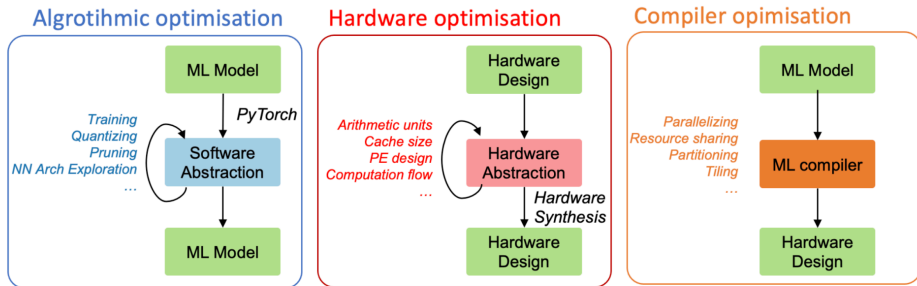 Algrotihmic optimisation
ML Model
PyTorch
Training
Quantizing
Pruning
NN Arch Exploration
...
Software
Abstraction
ML Model
Hardware optimisation
Hardware
Design
Arithmetic units
Cache size
PE design
Computation flow
...
Hardware
Abstraction
Hardware
Synthesis
Hardware
Design
Compiler opimisation
ML Model
Parallelizing
Resource sharing
Partitioning
Tiling
...
ML compiler
Hardware
Design